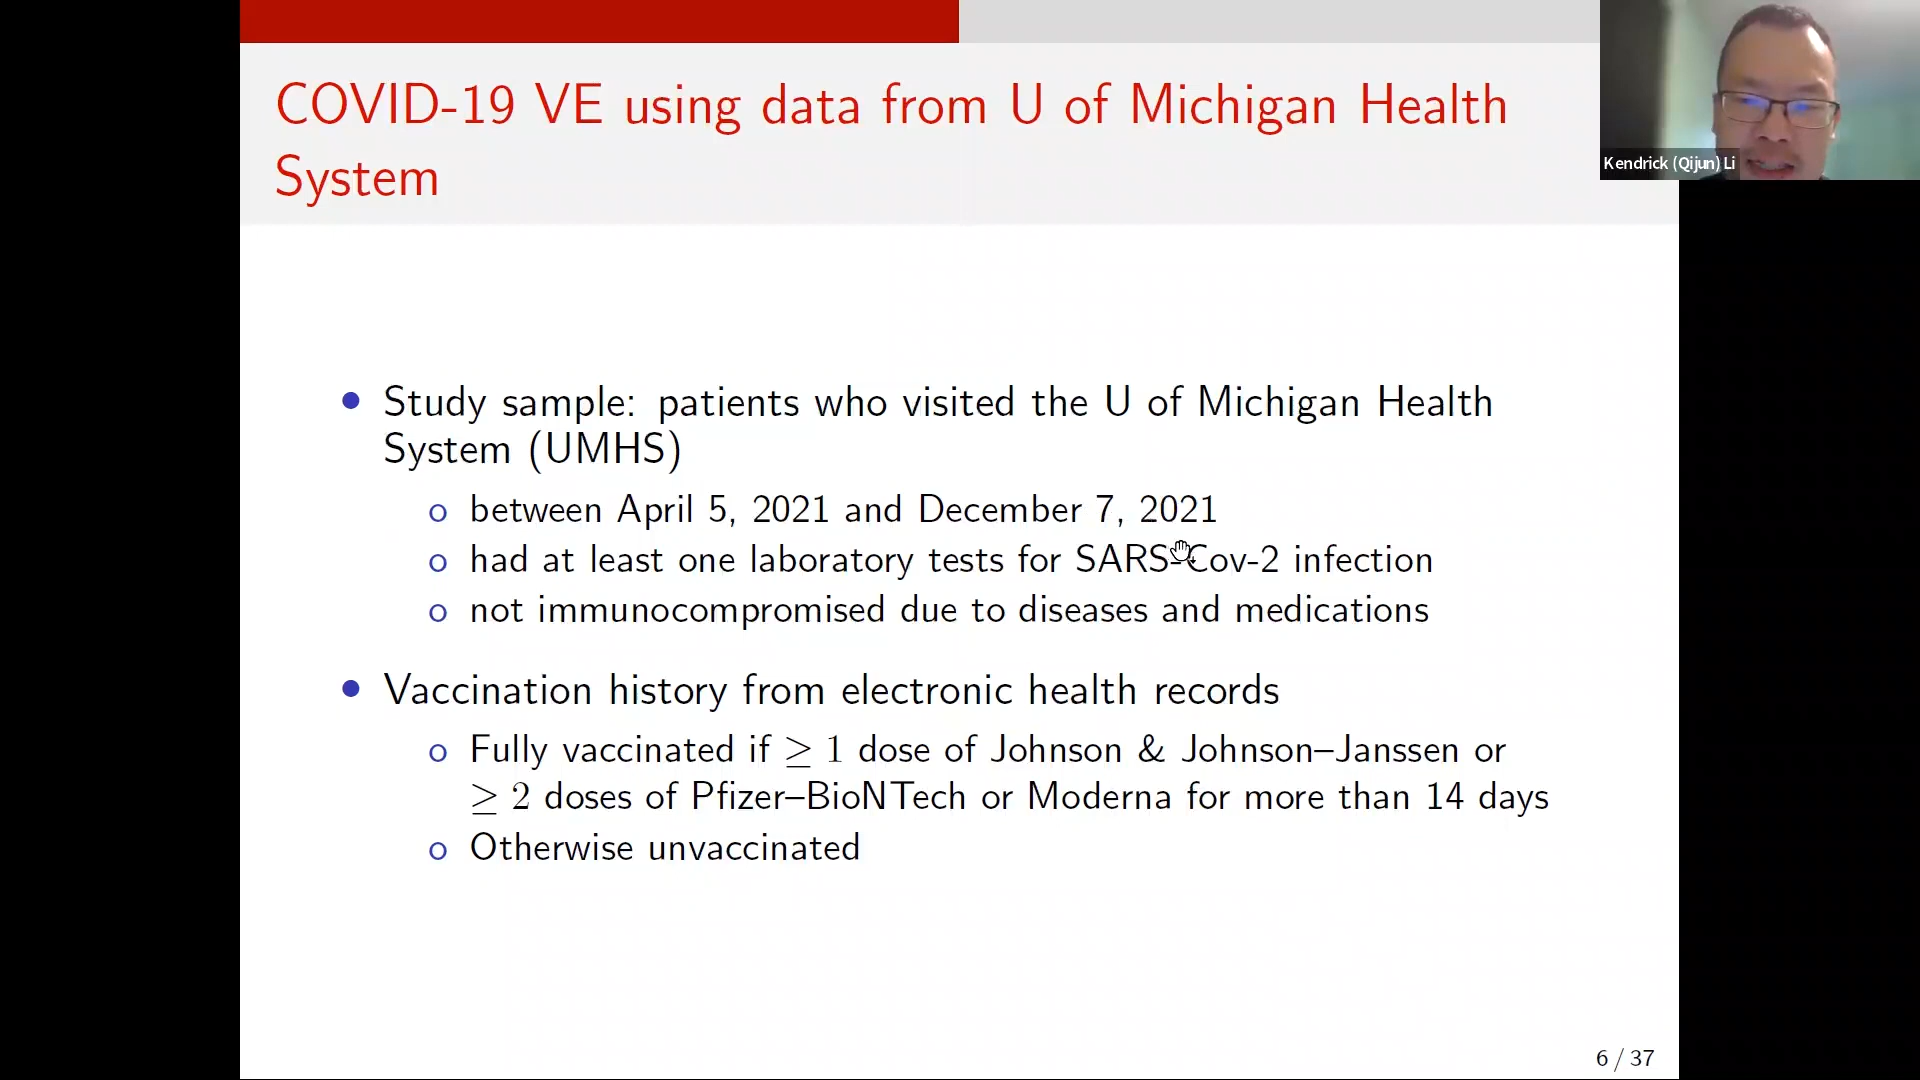 COVID-19 VE using data from U of Michigan Health
System
Kendrick (Qijun) Li
• Study sample: patients who visited the U of Michigan Health
System (UMHS)
o between April 5, 2021 and December 7, 2021
o had at least one laboratory tests for SARS-Cov-2 infection
o not immunocompromised due to diseases and medications
• Vaccination history from electronic health records
o Fully vaccinated if ≥ 1 dose of Johnson & Johnson–Janssen or
≥ 2 doses of Pfizer–BioNTech or Moderna for more than 14 days
o Otherwise unvaccinated
6 / 37